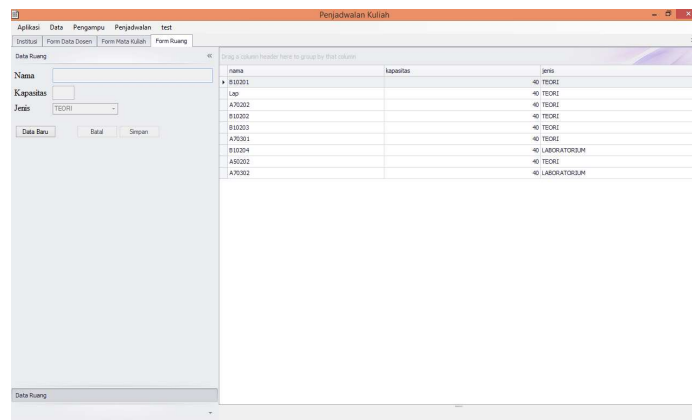 Penjadwalan Kuliah
Aplikasi Data Pengampu Penjadwalan test
Institusi Form Data Dosen Form Mata Kuliah Form Ruang
Data Ruang
Nama
Kapasitas
Jenis TEORI
Data Baru Batal Simpan
Drag a column header here to group by that column
nama kapasitas jenis
B10201 40 TEORI
Lap 40 TEORI
A70202 40 TEORI
B10202 40 TEORI
B10203 40 TEORI
A70301 40 TEORI
B10204 40 LABORATORIUM
A50202 40 TEORI
A70302 40 LABORATORIUM
Data Ruang